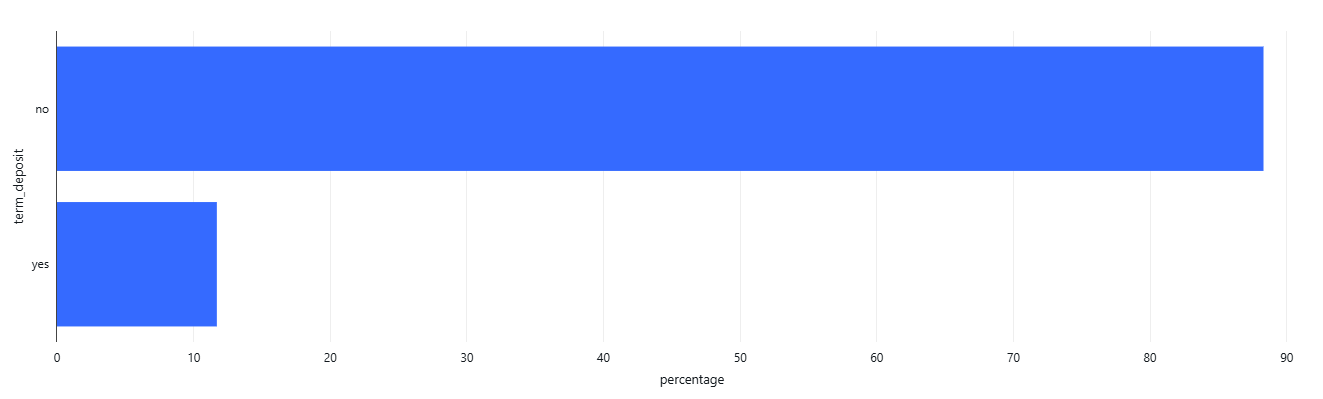 no
yes
term_deposit
0 10 20 30 40 50 60 70 80 90
percentage